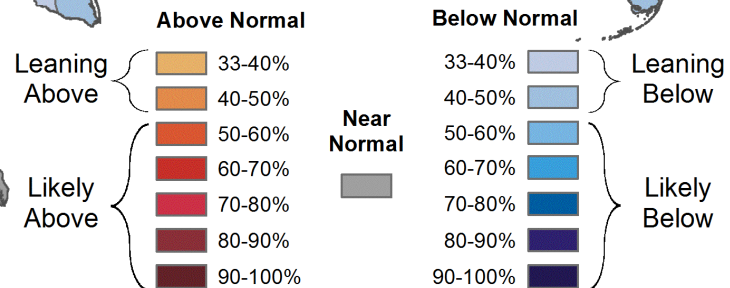 Above Normal
Below Normal
Leaning
Above
33-40%
40-50%
50-60%
60-70%
70-80%
80-90%
90-100%
Likely
Above
Near
Normal
33-40%
40-50%
50-60%
60-70%
70-80%
80-90%
90-100%
Leaning
Below
Likely
Below